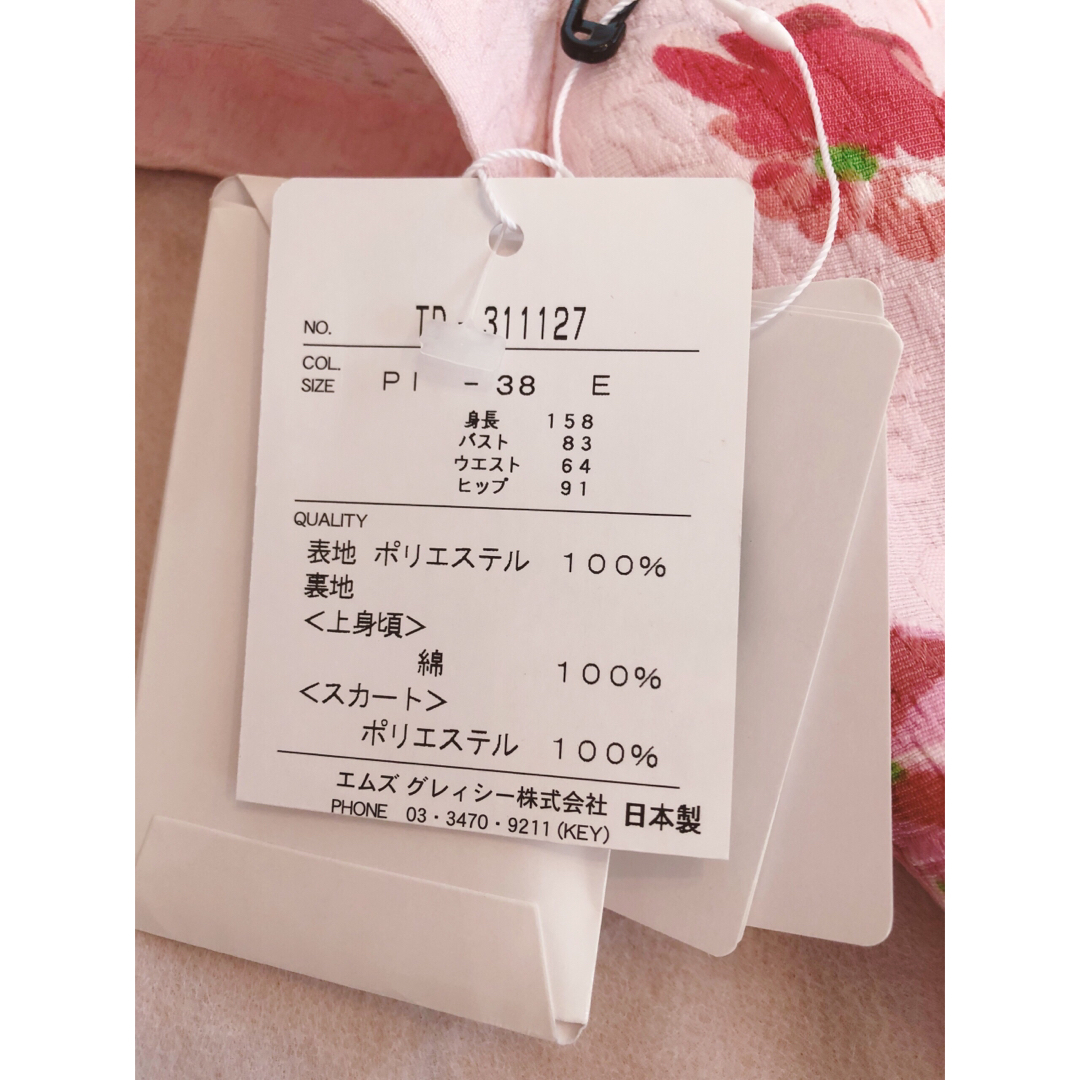 NO. 311127
COL.
SIZE PI - 38 E
身長 158
バスト 83
ウエスト 64
ヒップ 91
QUALITY
表地 ポリエステル 100%
裏地
<上身頃>
綿 100%
<スカート>
ポリエステル 100%
エムズ グレィシー株式会社 日本製
PHONE 03・3470・9211 (KEY)